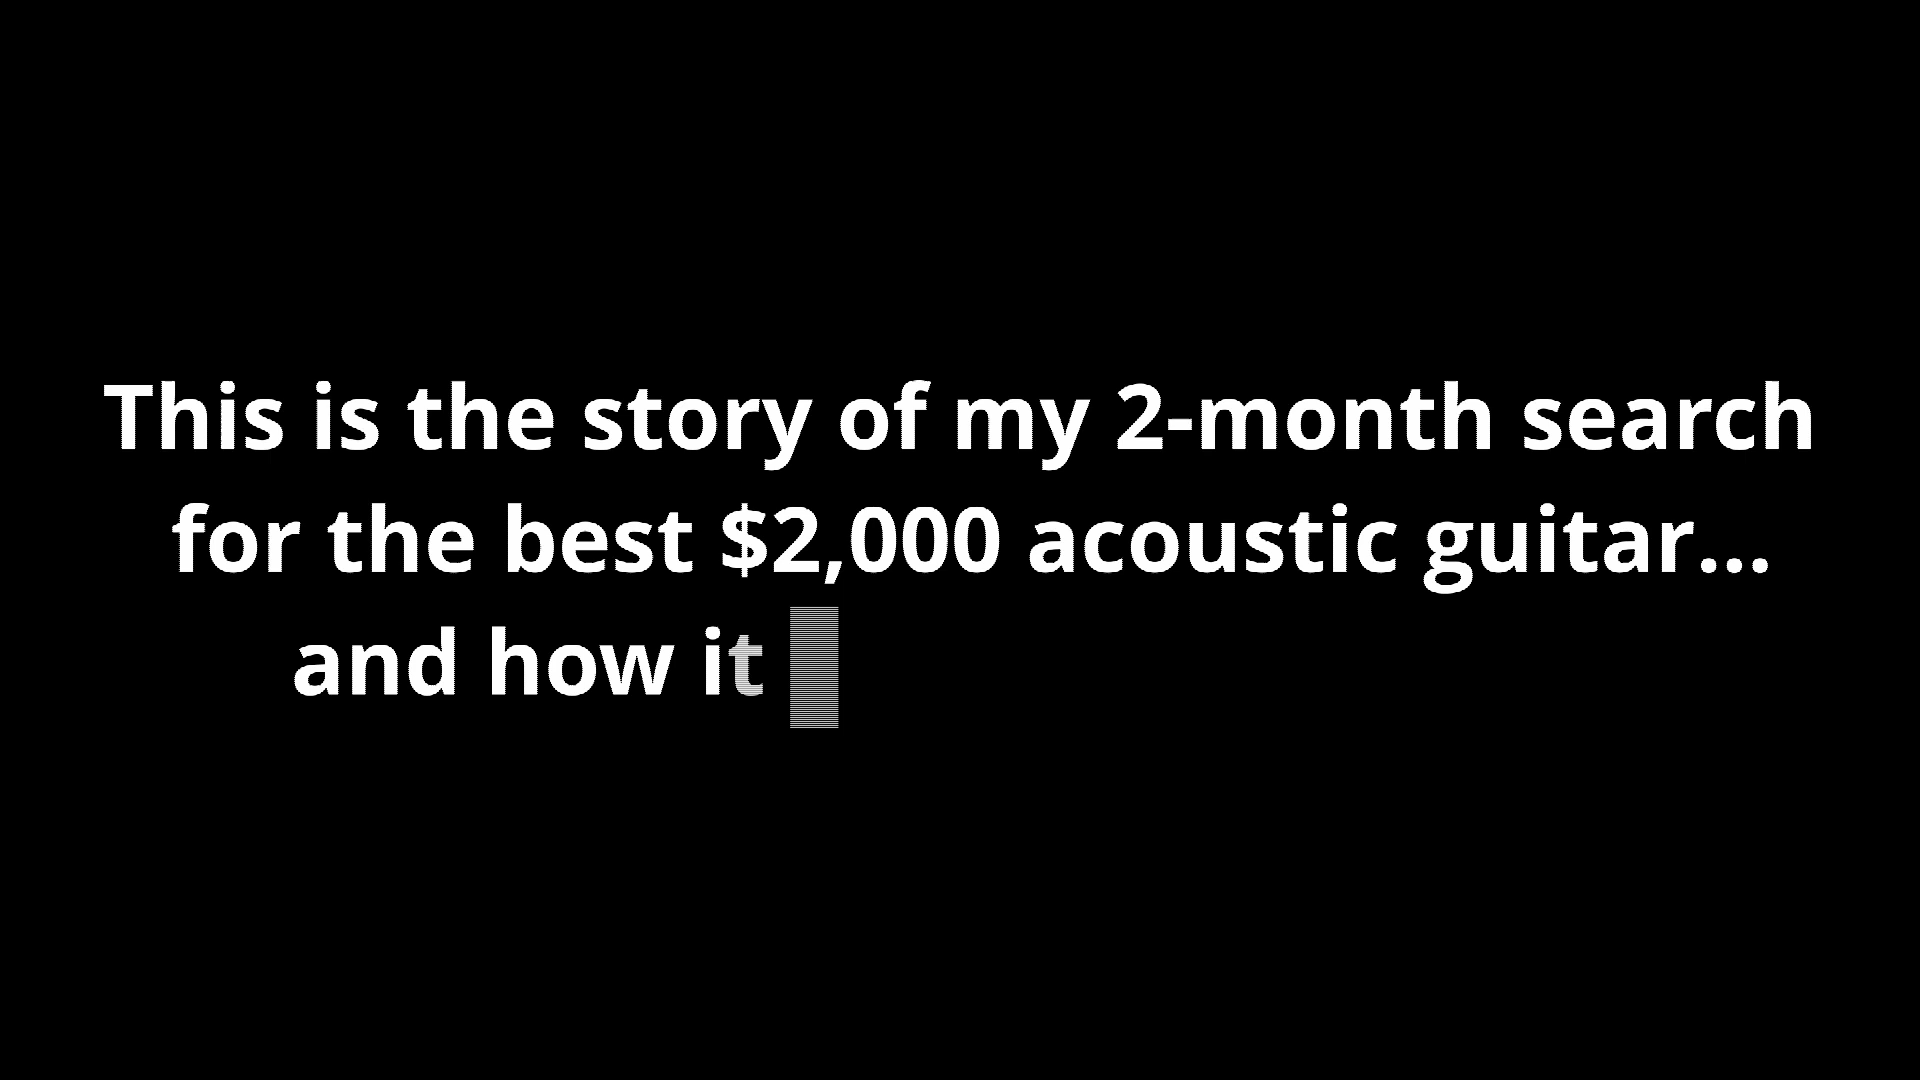 This is the story of my 2-month search
for the best $2,000 acoustic guitar...
and how it